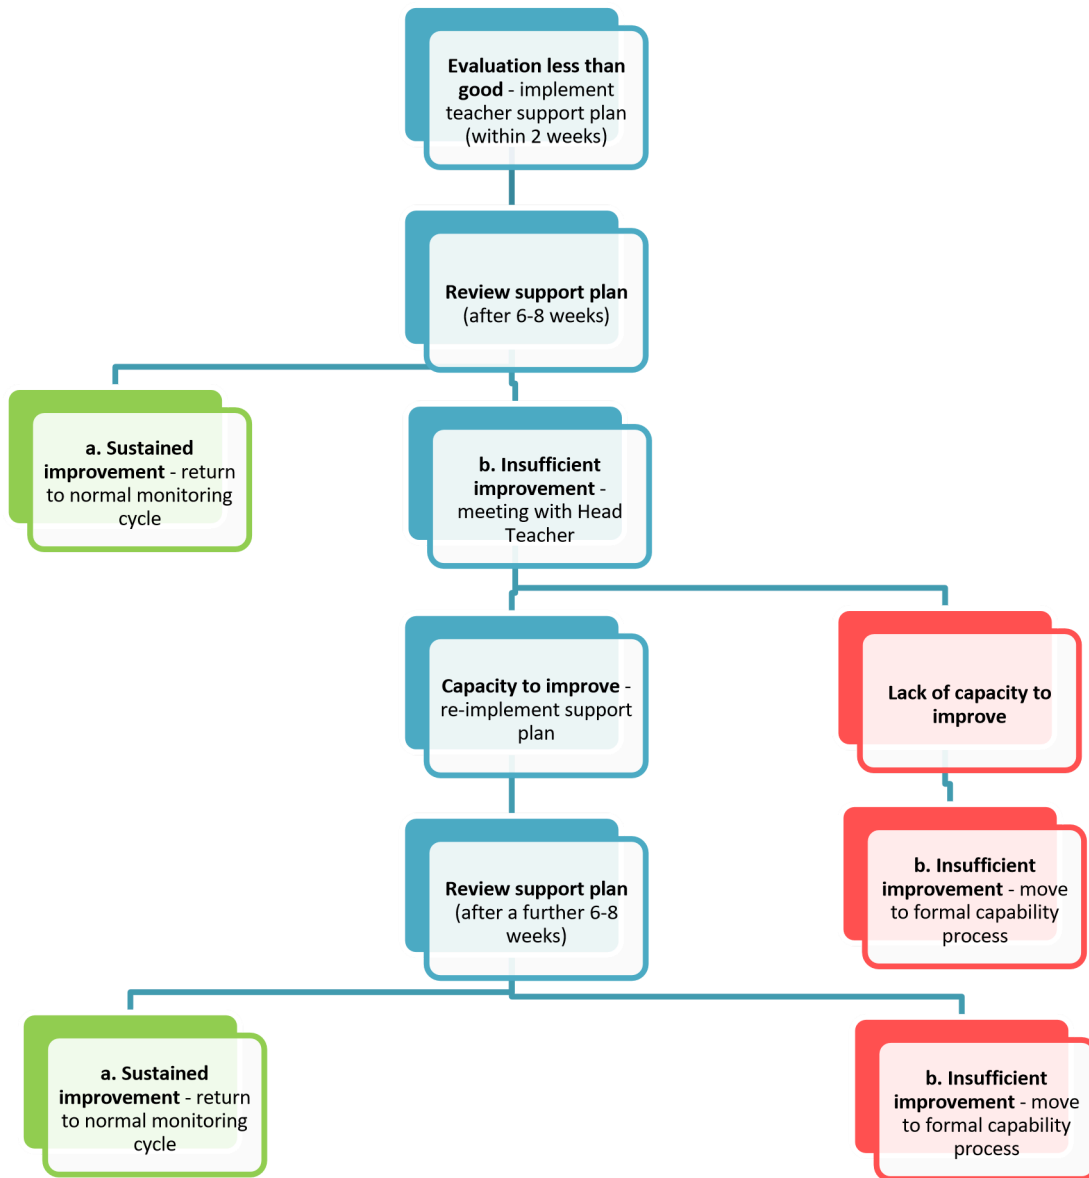 Evaluation less than
good - implement
teacher support plan
(within 2 weeks)
Review support plan
(after 6-8 weeks)
a. Sustained
improvement - return
to normal monitoring
cycle
b. Insufficient
improvement -
meeting with Head
Teacher
Capacity to improve -
re-implement support
plan
Lack of capacity to
improve
Review support plan
(after a further 6-8
weeks)
b. Insufficient
improvement - move
to formal capability
process
a. Sustained
improvement - return
to normal monitoring
cycle
b. Insufficient
improvement - move
to formal capability
process